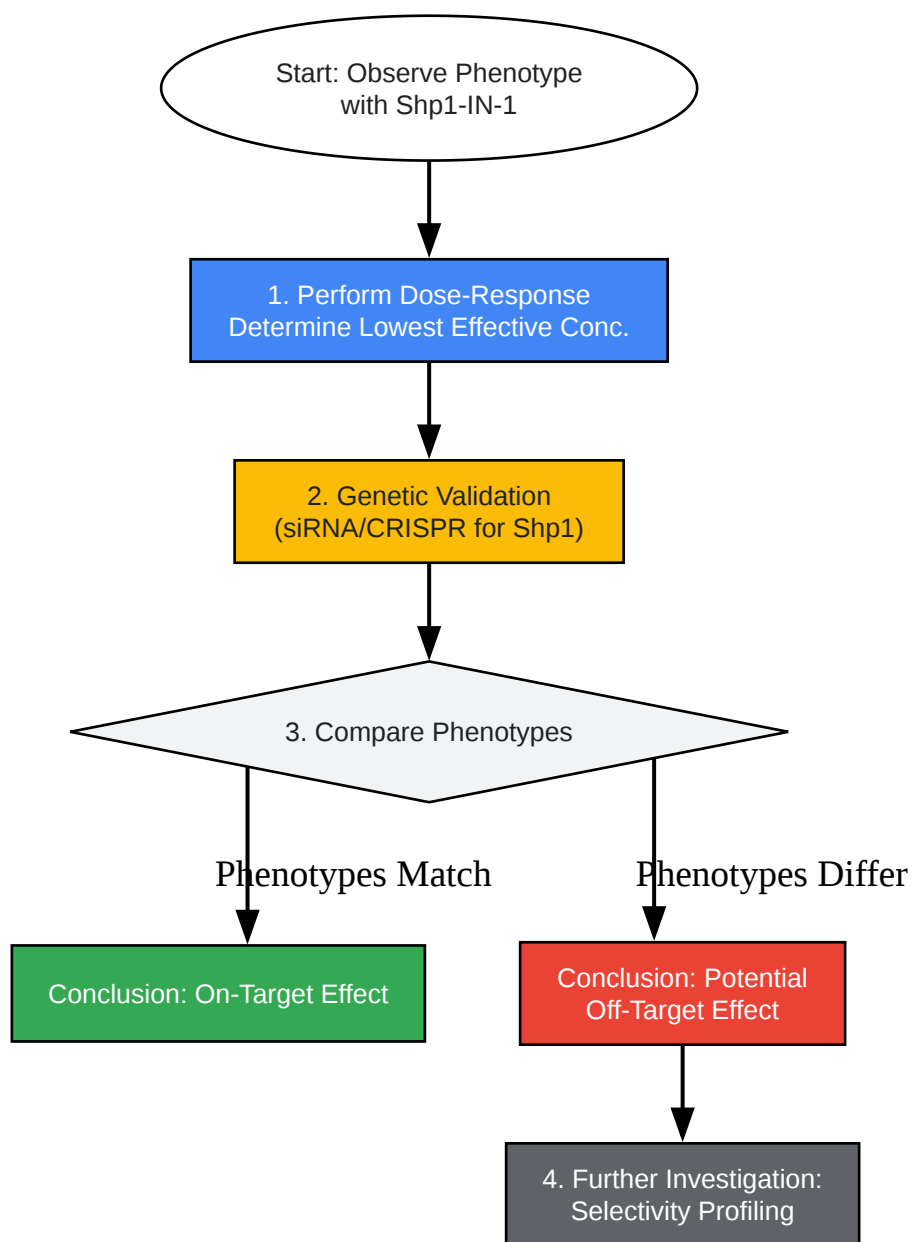 Start: Observe Phenotype
with Shp1-IN-1
1. Perform Dose-Response
Determine Lowest Effective Conc.
2. Genetic Validation
(siRNA/CRISPR for Shp1)
3. Compare Phenotypes
Phenotypes Match
Phenotypes Differ
Conclusion: On-Target Effect
Conclusion: Potential
Off-Target Effect
4. Further Investigation:
Selectivity Profiling